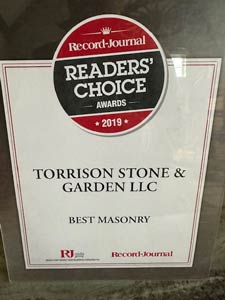 Record-Journal
READERS'
CHOICE
AWARDS
2019
TORRISON STONE &
GARDEN LLC
BEST MASONRY
RJ Record-Journal